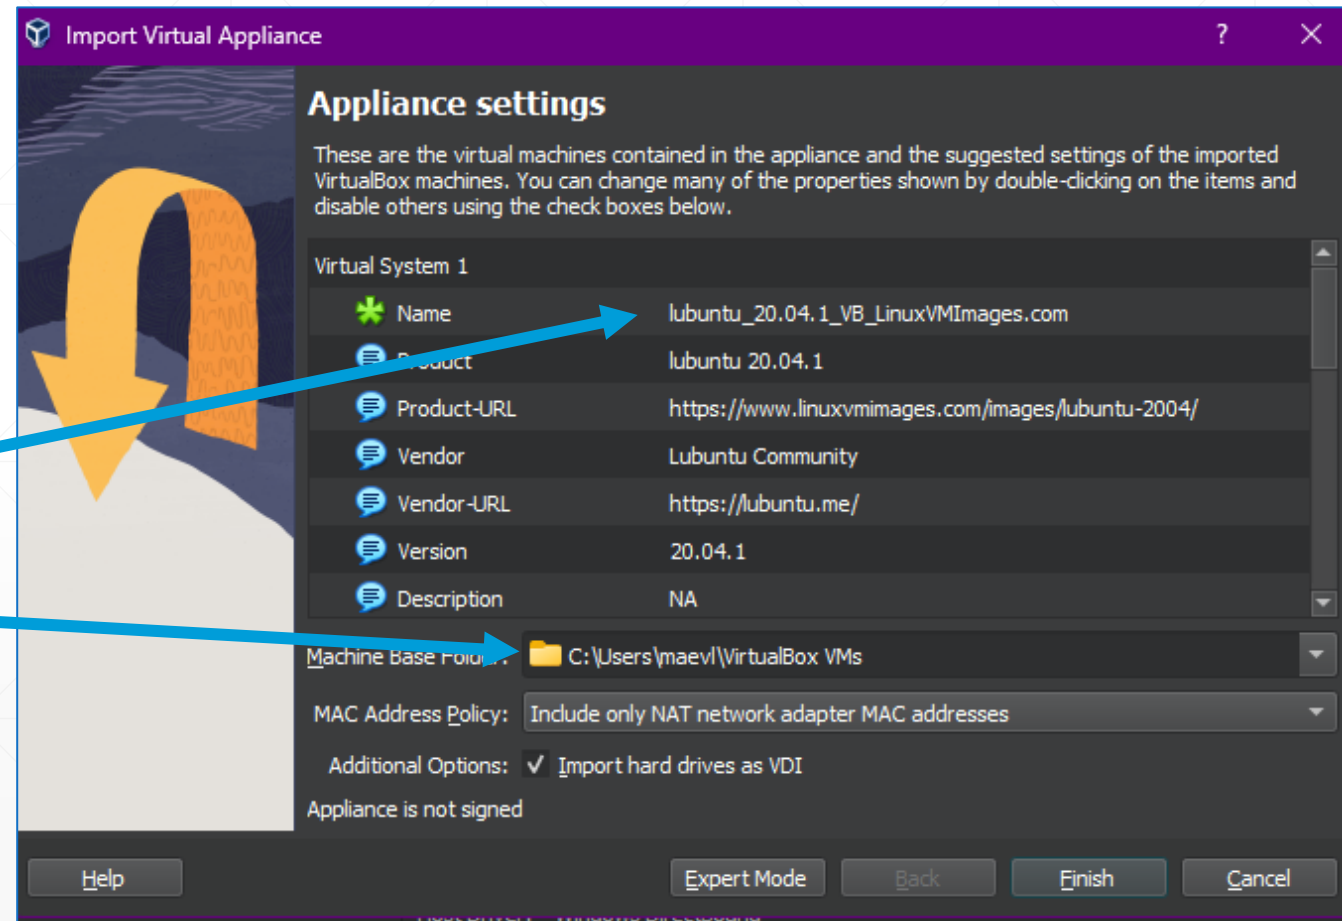 Import Virtual Appliance
?
Appliance settings
These are the virtual machines contained in the appliance and the suggested settings of the imported
VirtualBox machines. You can change many of the properties shown by double-clicking on the items and
disable others using the check boxes below.
Virtual System 1
Name lubuntu_20.04.1_VB_LinuxVMImages.com
Product lubuntu 20.04.1
Product-URL https://www.linuxvmimages.com/images/lubuntu-2004/
Vendor Lubuntu Community
Vendor-URL https://lubuntu.me/
Version 20.04.1
Description NA
Machine Base Folder: C:\Users\maevl\VirtualBox VMs
MAC Address Policy: Include only NAT network adapter MAC addresses
Additional Options: Import hard drives as VDI
Appliance is not signed
Help Expert Mode Back Finish Cancel